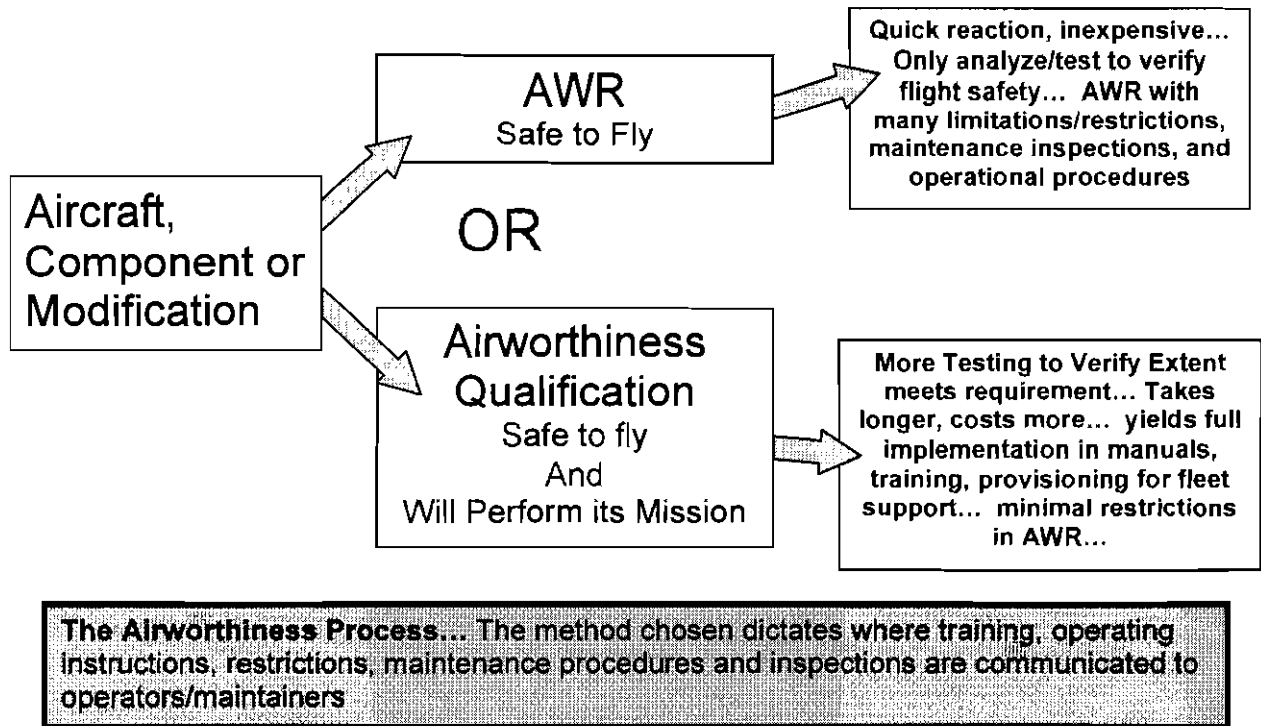 Aircraft,
Component or
Modification
AWR
Safe to Fly
OR
Airworthiness
Qualification
Safe to fly
And
Will Perform its Mission
Quick reaction, inexpensive...
Only analyze/test to verify
flight safety... AWR with
many limitations/restrictions,
maintenance inspections, and
operational procedures
More Testing to Verify Extent
meets requirement... Takes
longer, costs more... yields full
implementation in manuals,
training, provisioning for fleet
support... minimal restrictions
in AWR...
The Airworthiness Process... The method chosen dictates where training, operating
instructions, restrictions, maintenance procedures and inspections are communicated to
operators/maintainers